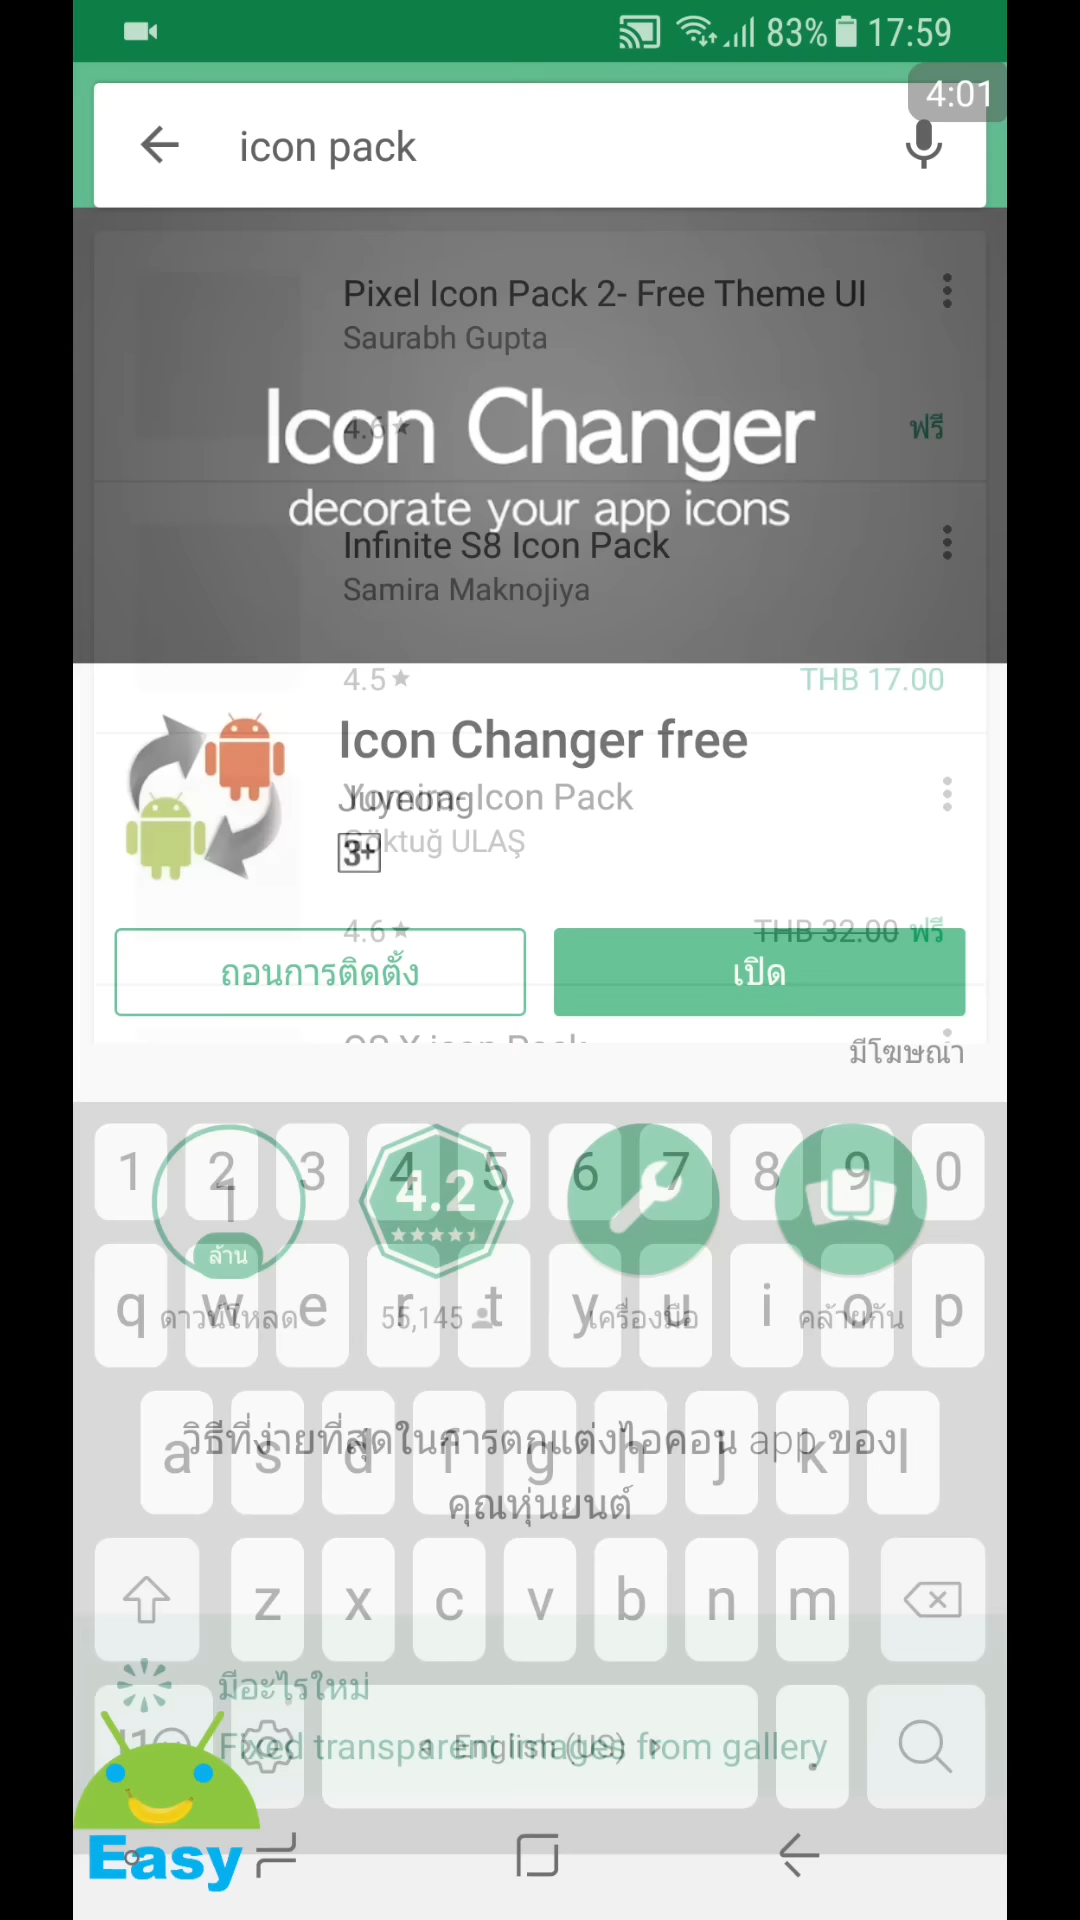 83% 17:59
4:01
icon pack
Pixel Icon Pack 2- Free Theme UI
Saurabh Gupta
4.6
ฟรี
Icon Changer
decorate your app icons
Infinite S8 Icon Pack
Samira Maknojiya
4.5
THB 17.00
Icon Changer free
Juyeong
Icon Pack
Göktuğ ULAŞ
3+
4.6
THB 32.00 ฟรี
ถอนการติดตั้ง
เปิด
OS X icon Pack
มีโฆษณา
1 2 3 4 5 6 7 8 9 0
1
ล้าน
4.2
q w e r t y u i o p
ดาวน์โหลด
55,145
เครื่องมือ
คล้ายกัน
a s d f g h j k l
วิธีที่ง่ายที่สุดในการตกแต่งไอคอน app ของ
คุณหุ่นยนต์
z x c v b n m
มีอะไรใหม่
Fixed transparent images from gallery
English (US)
.
Easy